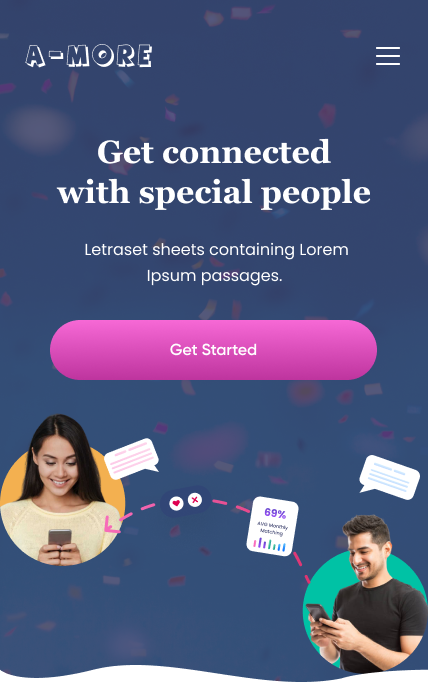 A-MORE
Get connected
with special people
Letraset sheets containing Lorem
Ipsum passages.
Get Started
69%
AVG Monthly
Matching